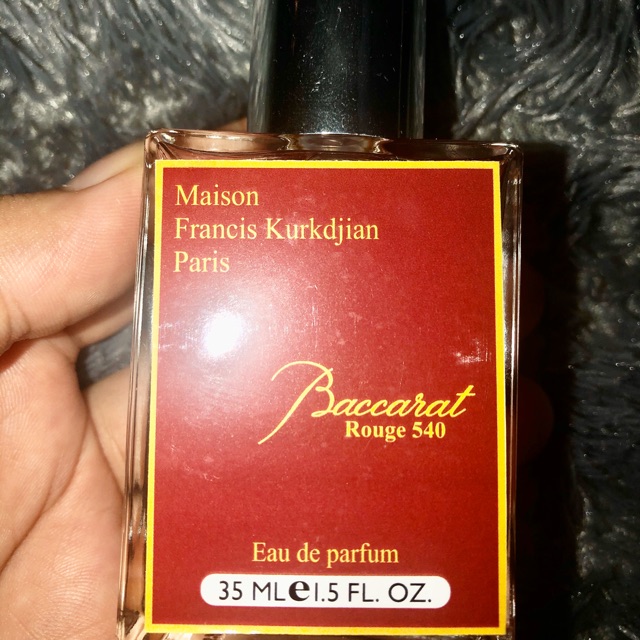 Maison
Francis Kurkdjian
Paris
Baccarat
Rouge 540
Eau de parfum
35 ML e 1.5 FL. OZ.